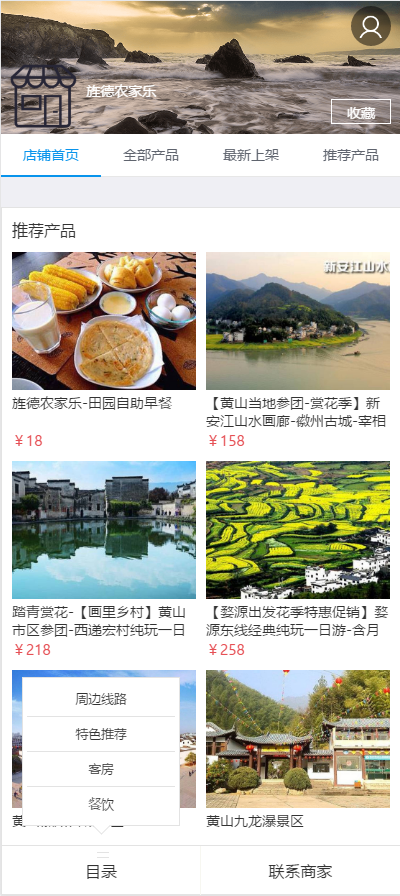 旌德农家乐
收藏
店铺首页 全部产品 最新上架 推荐产品
推荐产品
新安江山水
旌德农家乐-田园自助早餐
￥18
【黄山当地参团-赏花季】新
安江山水画廊-徽州古城-宰相
￥158
踏青赏花-【画里乡村】黄山
市区参团-西递宏村纯玩一日
￥218
【婺源出发花季特惠促销】婺
源东线经典纯玩一日游-含月
￥258
周边线路
特色推荐
客房
餐饮
黄
黄山九龙瀑景区
目录
联系商家